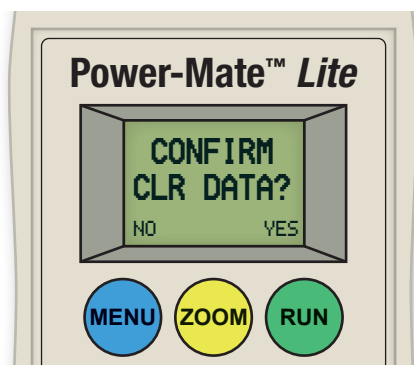 Power-Mate™ Lite
CONFIRM
CLR DATA?
NO YES
MENU ZOOM RUN